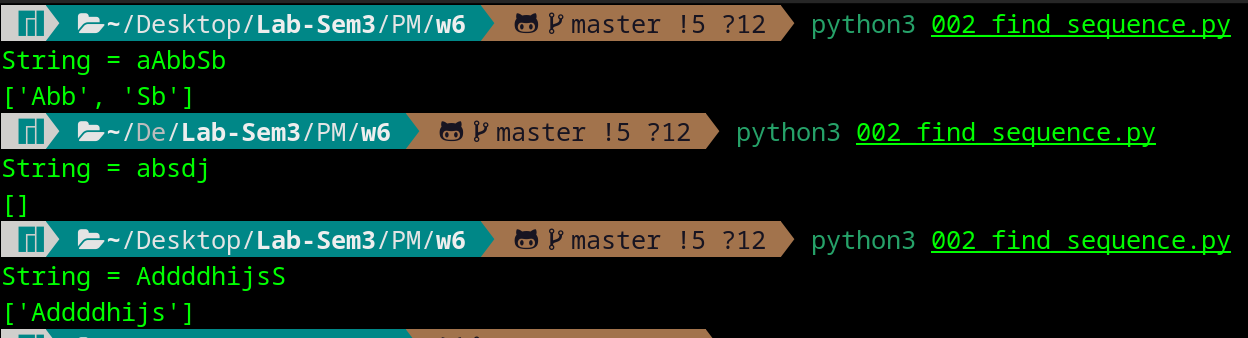 ~/Desktop/Lab-Sem3/PM/w6 master !5 ?12 python3 002_find_sequence.py
String = aAbbSb
['Abb', 'Sb']
~/De/Lab-Sem3/PM/w6 master !5 ?12 python3 002_find_sequence.py
String = absdj
[]
~/Desktop/Lab-Sem3/PM/w6 master !5 ?12 python3 002_find_sequence.py
String = AddddhijsS
['Addddhijs']